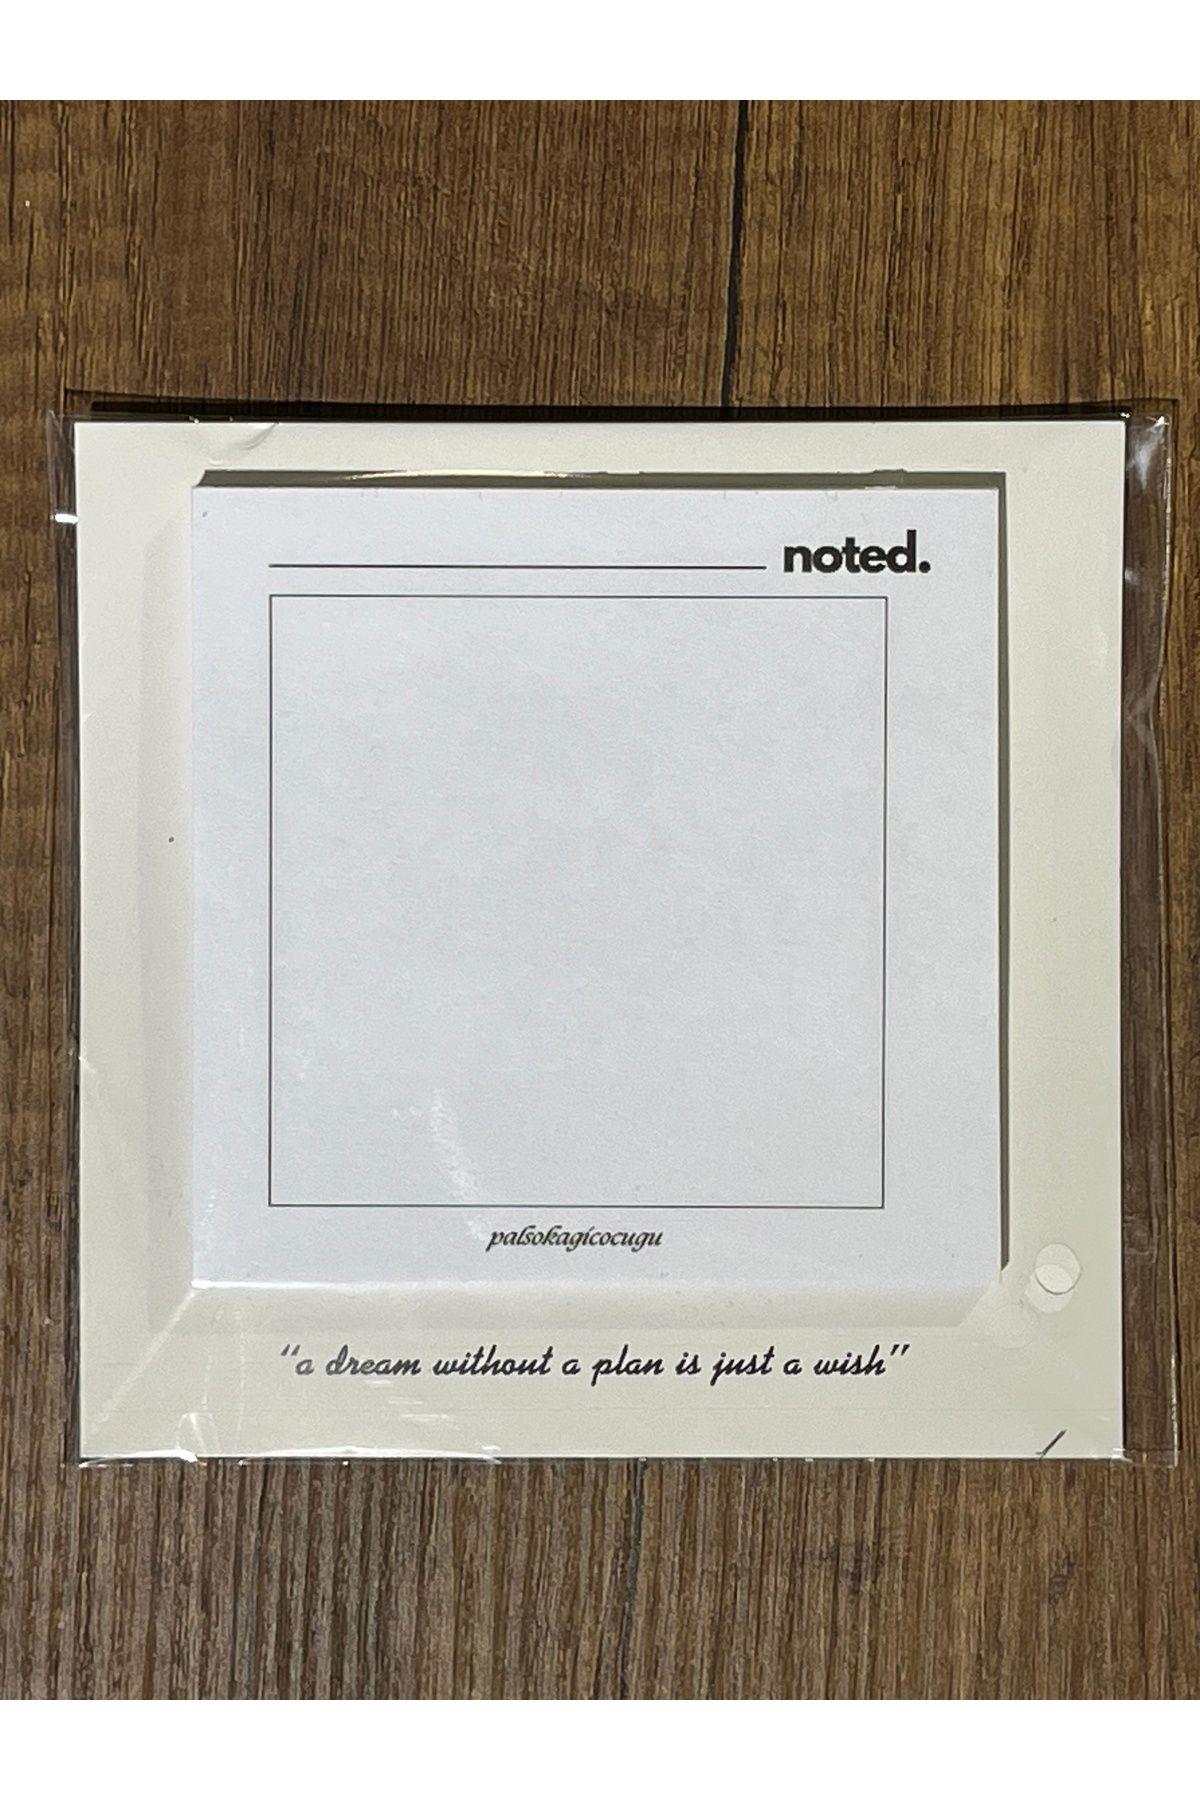 noted.
palsokagicocugu
“a dream without a plan is just a wish”